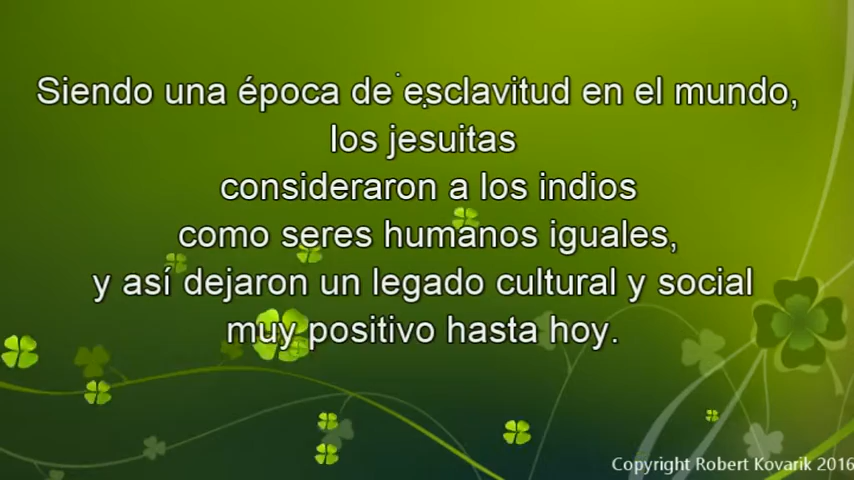 Siendo una época de esclavitud en el mundo,
los jesuitas
consideraron a los indios
como seres humanos iguales,
y así dejaron un legado cultural y social
muy positivo hasta hoy.
Copyright Robert Kovarik 2016